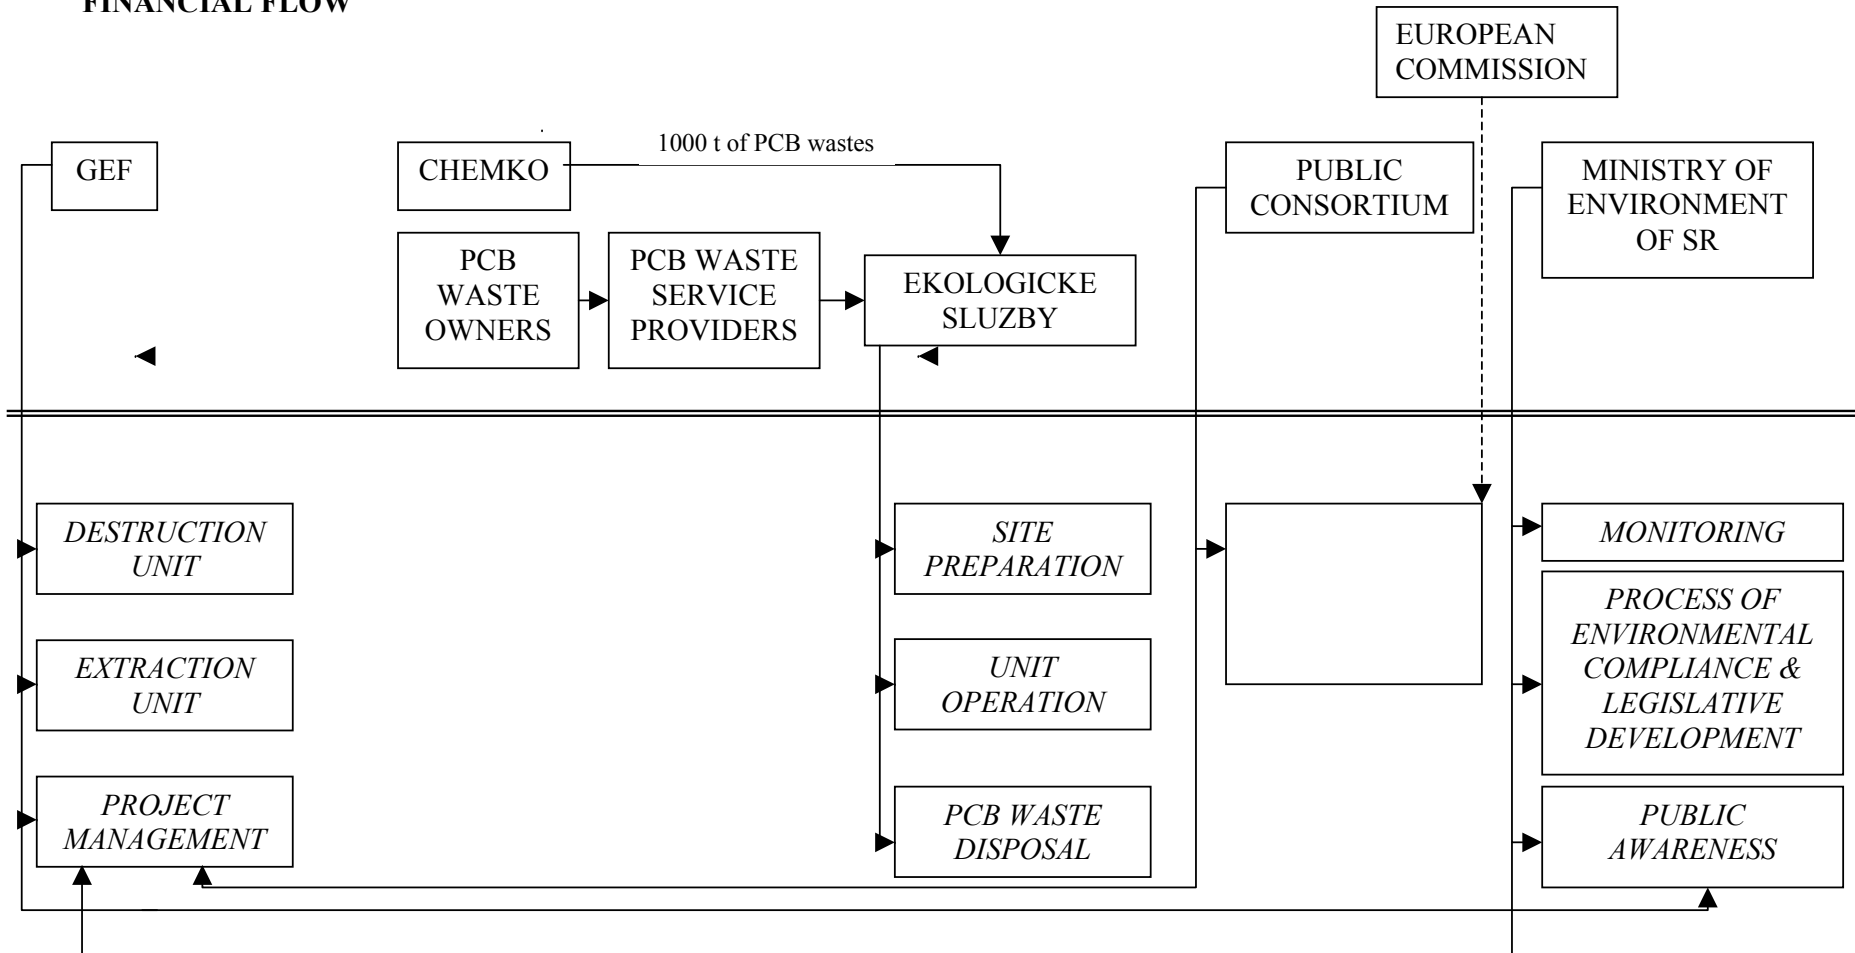 FINANCIAL FLOW
EUROPEAN
COMMISSION
GEF
CHEMKO
1000 t of PCB wastes
PUBLIC
CONSORTIUM
MINISTRY OF
ENVIRONMENT
OF SR
PCB
WASTE
OWNERS
PCB WASTE
SERVICE
PROVIDERS
EKOLOGICKE
SLUZBY
DESTRUCTION
UNIT
SITE
PREPARATION
MONITORING
EXTRACTION
UNIT
UNIT
OPERATION
PROCESS OF
ENVIRONMENTAL
COMPLIANCE &
LEGISLATIVE
DEVELOPMENT
PROJECT
MANAGEMENT
PCB WASTE
DISPOSAL
PUBLIC
AWARENESS